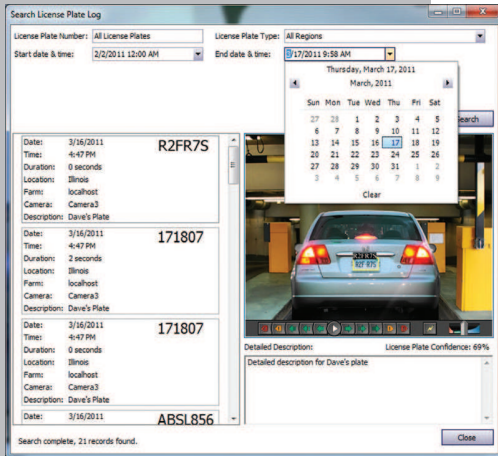 Search License Plate Log
License Plate Number: All License Plates License Plate Type: All Regions
Start date & time: 2/2/2011 12:00 AM End date & time: 3/17/2011 9:58 AM
Thursday, March 17, 2011
March, 2011
Sun Mon Tue Wed Thu Fri Sat
27 28 1 2 3 4 5
6 7 8 9 10 11 12
13 14 15 16 17 18 19
20 21 22 23 24 25 26
27 28 29 30 31 1 2
3 4 5 6 7 8 9
Clear
Search
Date: 3/16/2011 R2FR7S
Time: 4:47 PM
Duration: 0 seconds
Location: Illinois
Farm: localhost
Camera: Camera3
Description: Dave's Plate
Date: 3/16/2011 171807
Time: 4:47 PM
Duration: 2 seconds
Location: Illinois
Farm: localhost
Camera: Camera3
Description: Dave's Plate
Date: 3/16/2011 171807
Time: 4:47 PM
Duration: 0 seconds
Location: Illinois
Farm: localhost
Camera: Camera3
Description: Dave's Plate
Date: 3/16/2011 ABSL856
R2FR7S
R2F R7S
Detailed Description: License Plate Confidence: 69%
Detailed description for Dave's plate
Search complete, 21 records found.
Close